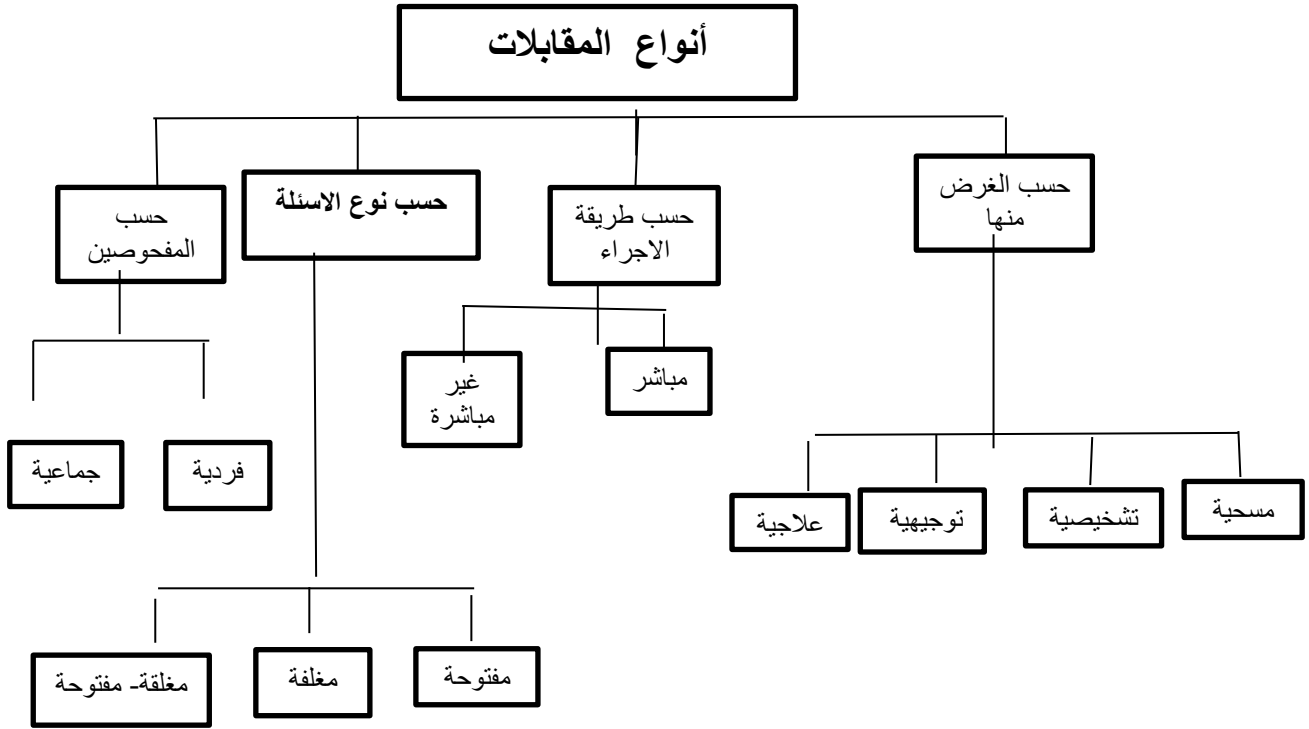 أنواع المقابلات
حسب الغرض
منها
حسب طريقة
الاجراء
حسب نوع الاسئلة
حسب
المفحوصين
مباشر
غير
مباشرة
فردية
جماعية
مسحية
تشخيصية
توجيهية
علاجية
مفتوحة
مغلفة
مغلقة- مفتوحة